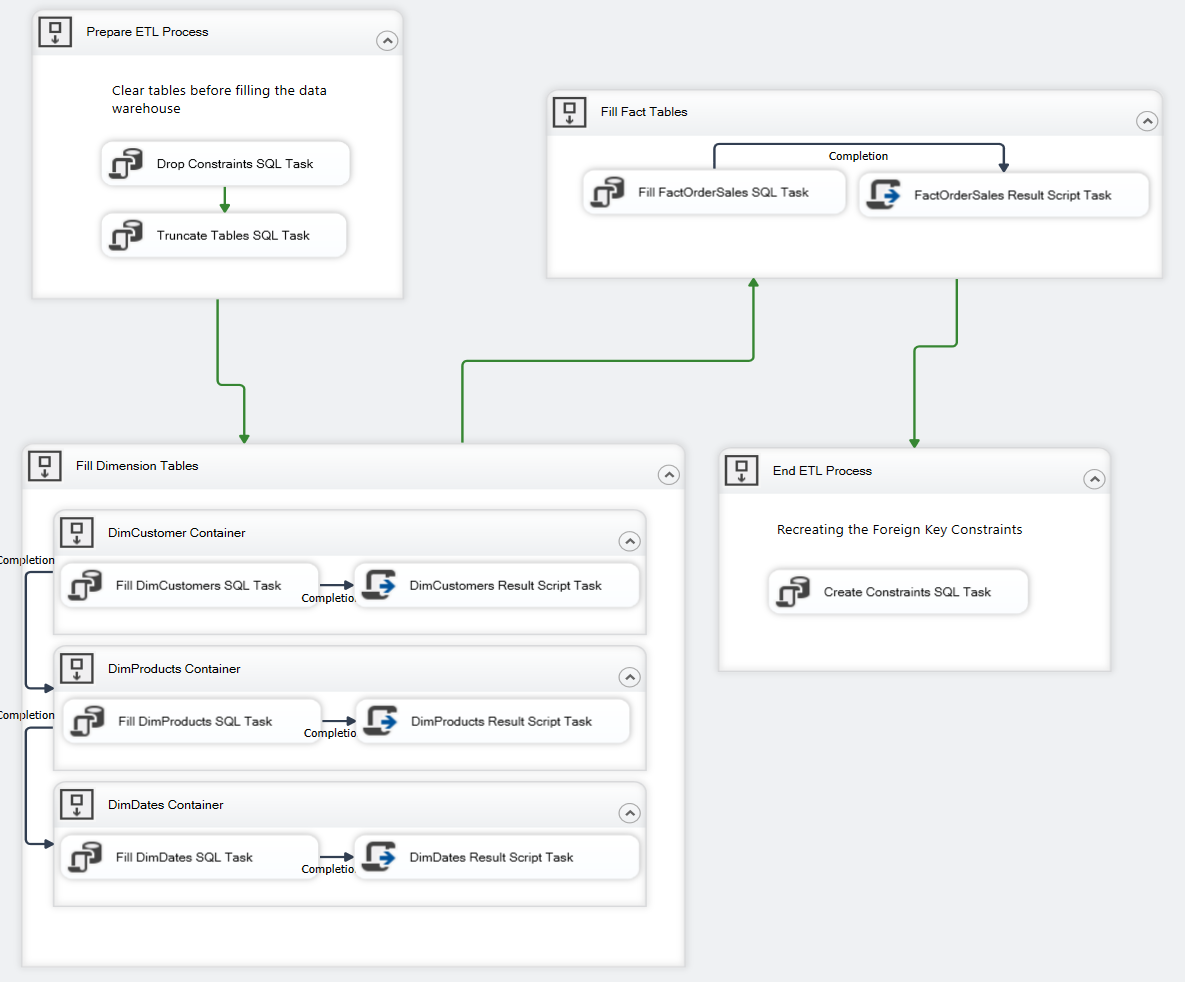 Prepare ETL Process
Clear tables before filling the data
warehouse
Drop Constraints SQL Task
Truncate Tables SQL Task
Fill Fact Tables
Completion
Fill FactOrderSales SQL Task
FactOrderSales Result Script Task
Fill Dimension Tables
DimCustomer Container
Completion
Fill DimCustomers SQL Task
Completio
DimCustomers Result Script Task
DimProducts Container
Completion
Fill DimProducts SQL Task
Completio
DimProducts Result Script Task
DimDates Container
Fill DimDates SQL Task
Completio
DimDates Result Script Task
End ETL Process
Recreating the Foreign Key Constraints
Create Constraints SQL Task